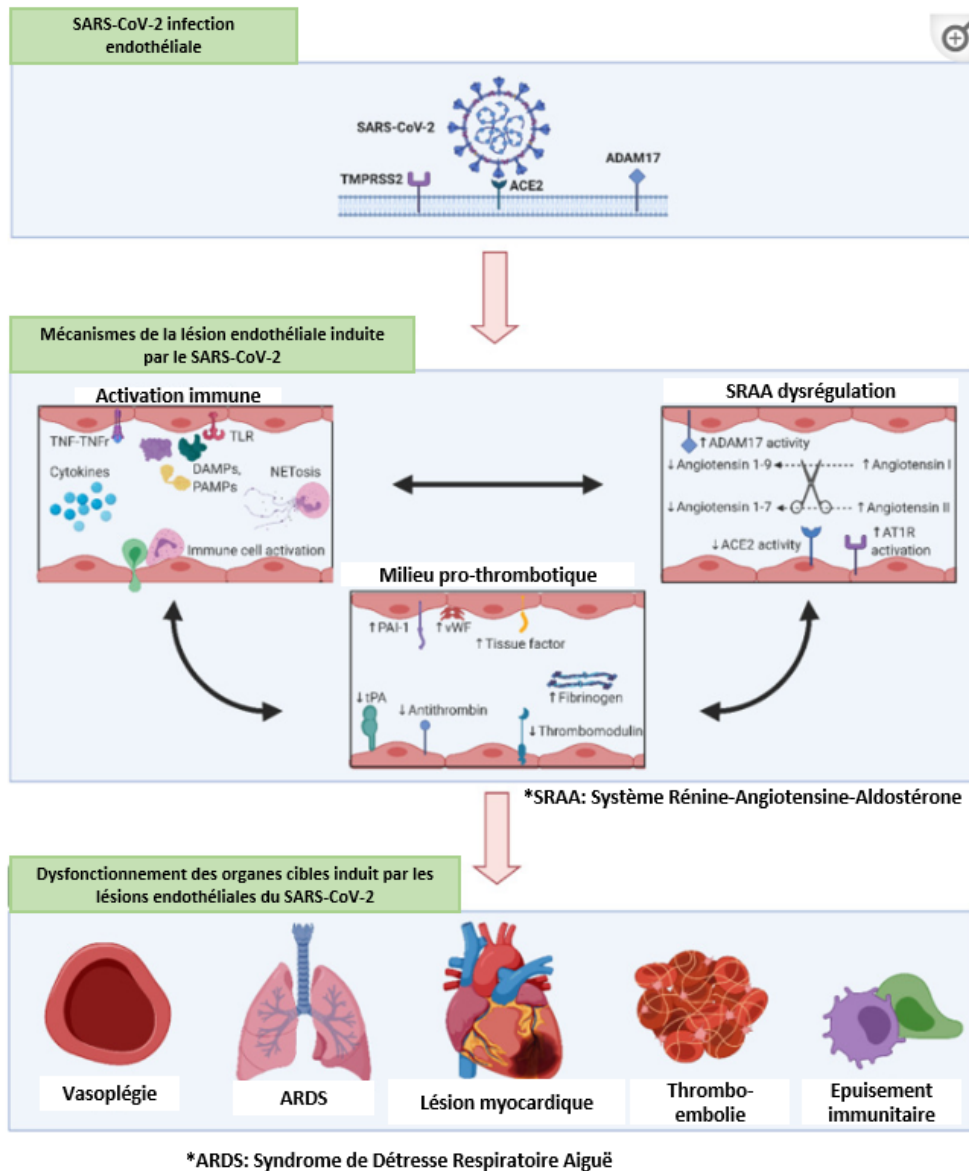 SARS-CoV-2 infection
endothéliale
SARS-CoV-2
ADAM17
TMPRSS2
ACE2
Mécanismes de la lésion endothéliale induite
par le SARS-CoV-2
Activation immune
TNF-TNFr
TLR
Cytokines
DAMPs,
PAMPs
NETosis
Immune cell activation
SRAA dysrégulation
↑ADAM17 activity
↓Angiotensin 1-9
↑Angiotensin I
↓Angiotensin 1-7
↑Angiotensin II
↓ACE2 activity
↑AT1R
activation
Milieu pro-thrombotique
↑PAI-1
↑vWF
↑Tissue factor
↑Fibrinogen
↓tPA
↓Antithrombin
↓Thrombomodulin
*SRAA: Système Rénine-Angiotensine-Aldostérone
Dysfonctionnement des organes cibles induit par les
lésions endothéliales du SARS-CoV-2
Vasoplégie
ARDS
Lésion myocardique
Thrombo-
embolie
Epuisement
immunitaire
*ARDS: Syndrome de Détresse Respiratoire Aiguë